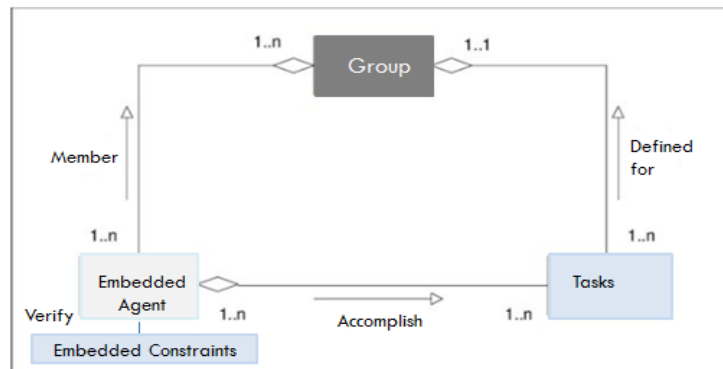 1..n
Group
1..1
Member
Defined
for
1..n
1..n
Embedded
Agent
Tasks
Verify
1..n
Accomplish
1..n
Embedded Constraints